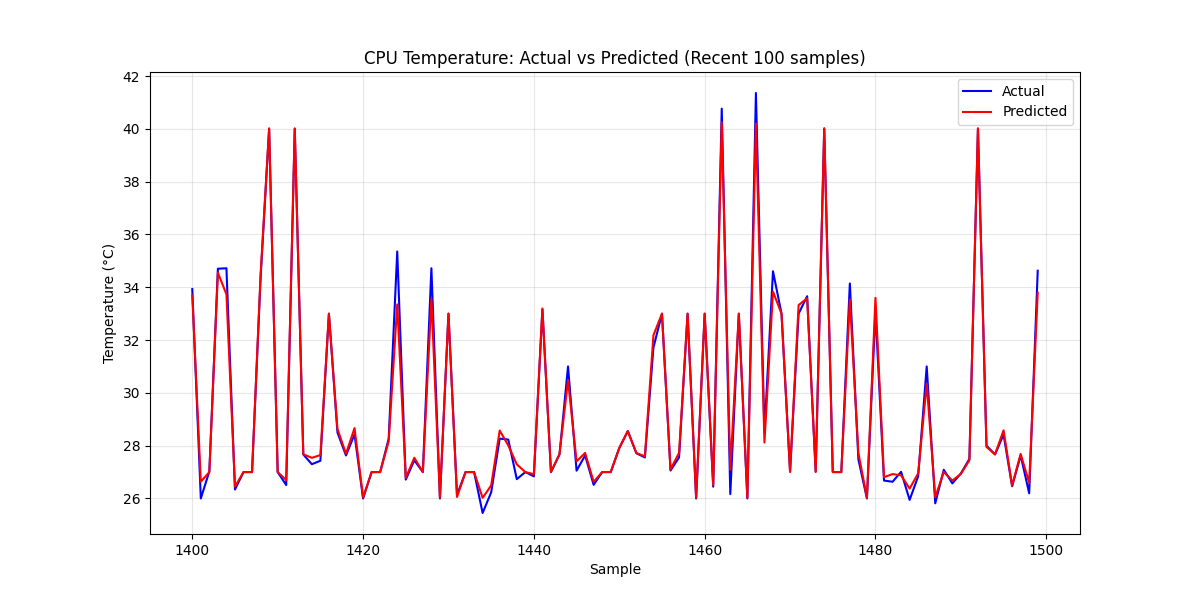 CPU Temperature: Actual vs Predicted (Recent 100 samples)
Actual
Predicted
Temperature (°C)
42
40
38
36
34
32
30
28
26
1400 1420 1440 1460 1480 1500
Sample